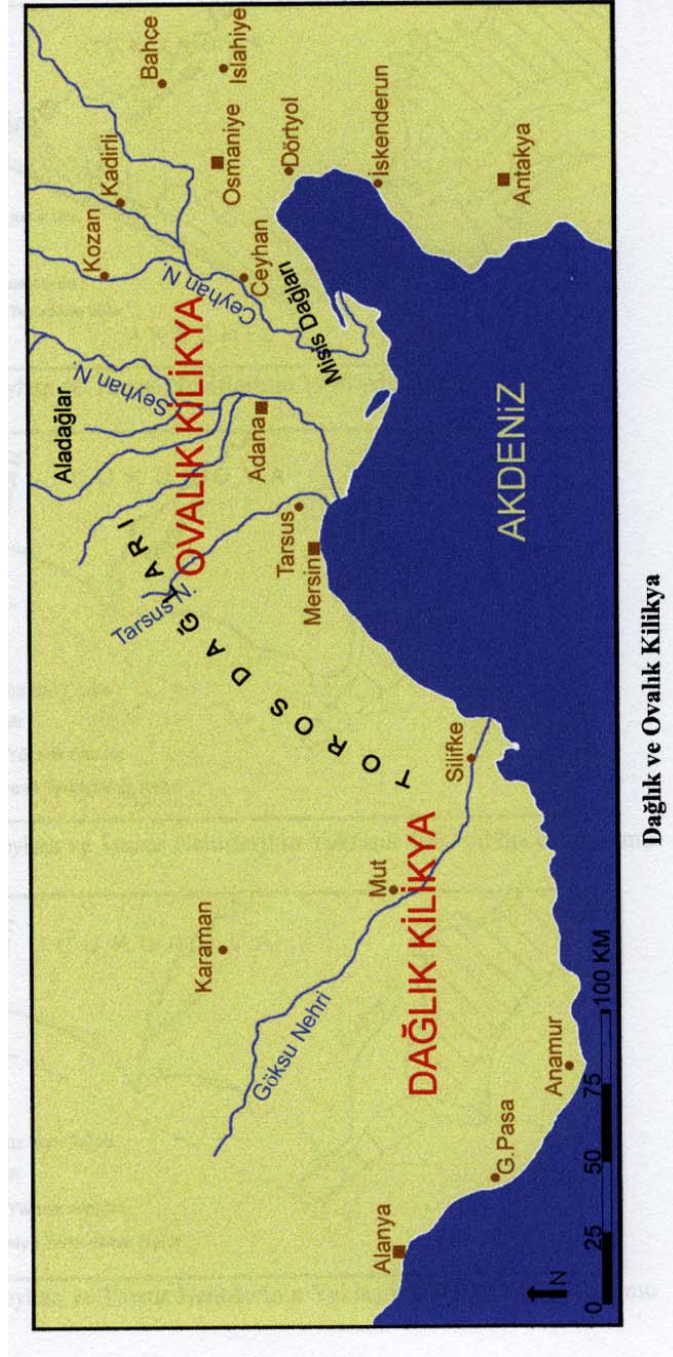 Bahçe
Islahiye
Kadirli
Osmaniye
Dörtyol
İskenderun
Antakya
Kozan
Ceyhan N.
Ceyhan
Misis Dağları
Aladağlar
Seyhan N.
OVALIK KİLİKYA
Adana
Tarsus N.
Tarsus
Mersin
TOROS DAĞLARI
AKDENİZ
Silifke
Karaman
Mut
DAĞLIK KİLİKYA
Göksu Nehri
Anamur
G.Pasa
Alanya
N
0 25 50 75 100 KM
Dağlık ve Ovalık Kilikya